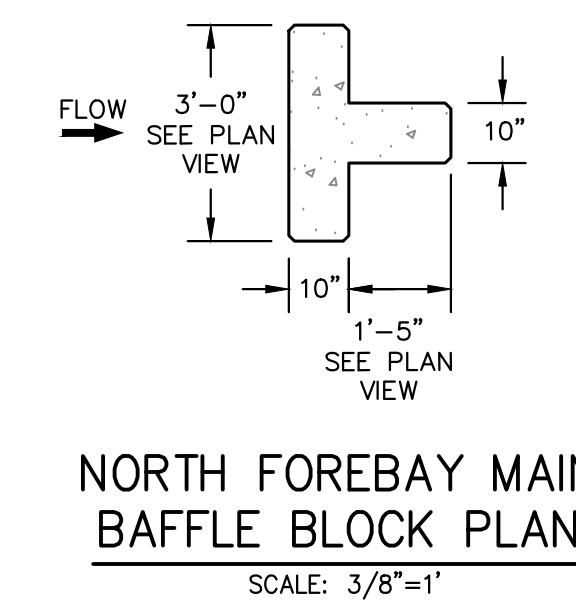 FLOW
3'-0"
SEE PLAN
VIEW
10"
10"
1'-5"
SEE PLAN
VIEW
NORTH FOREBAY MAIN
BAFFLE BLOCK PLAN
SCALE: 3/8"=1'